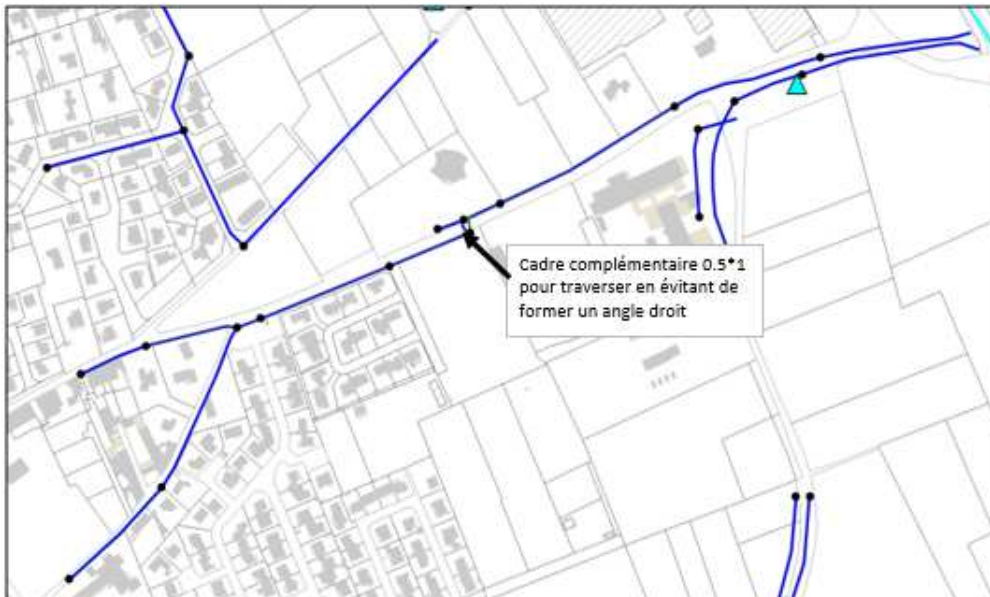 Cadre complémentaire 0.5*1
pour traverser en évitant de
former un angle droit